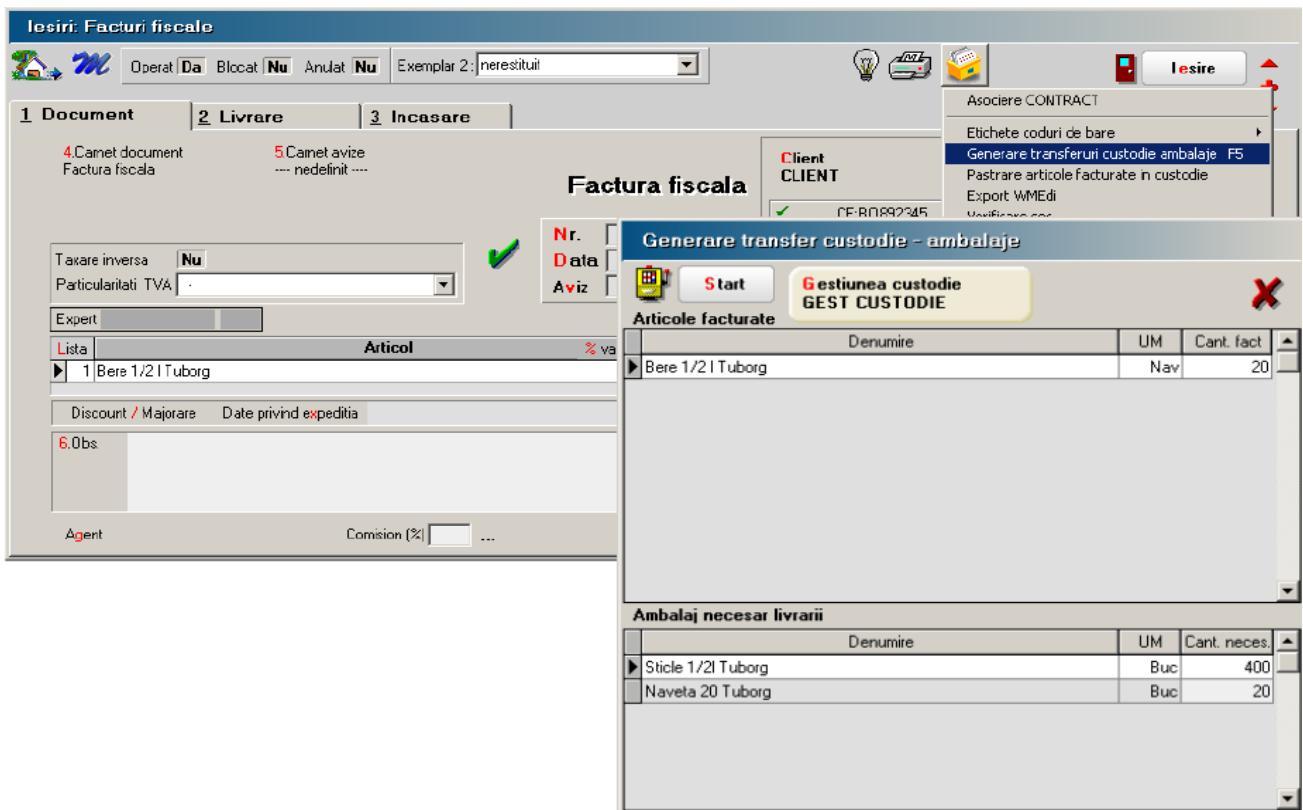 Iesiri: Facturi fiscale
Operat Da Blocat Nu Anulat Nu Exemplar 2: nerestituit
Iesire
1 Document 2 Livrare 3 Incasare
Asociere CONTRACT
Etichete coduri de bare
Generare transferuri custodie ambalaje F5
Pastrare articole facturate in custodie
Export WMEdi
4.Carnet document 5.Carnet avize
Factura fiscala ---- nedefinit ----
Factura fiscala
Client
CLIENT
CF:RO892345
Nr.
Data
Aviz
Taxare inversa Nu
Particularitati TVA
Expert
Lista Articol % va
1 Bere 1/2 l Tuborg
Discount / Majorare Date privind expeditia
6.Obs
Agent Comision (%) ...
Generare transfer custodie - ambalaje
Start
Gestiunea custodie
GEST CUSTODIE
Articole facturate
Denumire UM Cant. fact
Bere 1/2 l Tuborg Nav 20
Ambalaj necesar livrarii
Denumire UM Cant. neces.
Sticle 1/2l Tuborg Buc 400
Naveta 20 Tuborg Buc 20